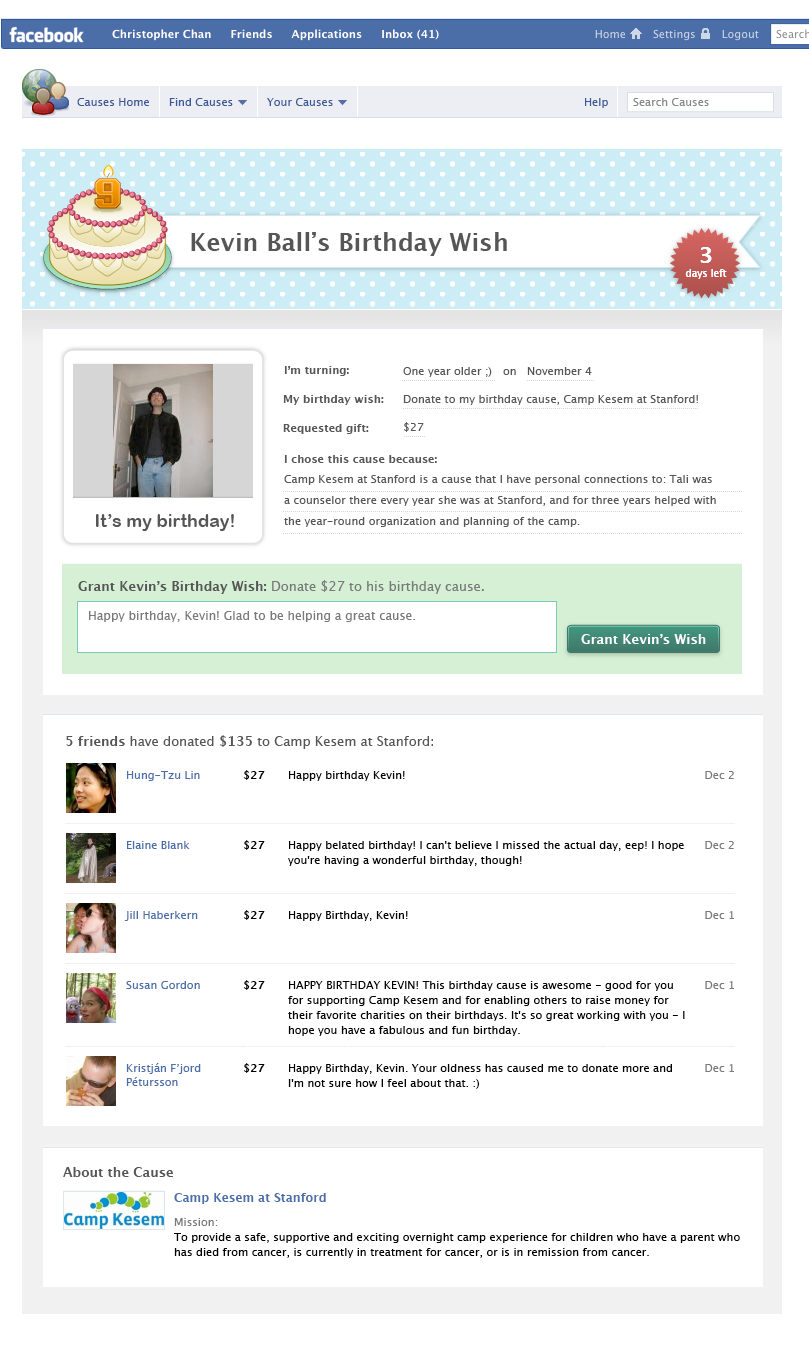 facebook Christopher Chan Friends Applications Inbox (41) Home Settings Logout Search
Causes Home Find Causes Your Causes Help Search Causes
9
Kevin Ball's Birthday Wish
3
days left
I'm turning: One year older ;) on November 4
My birthday wish: Donate to my birthday cause, Camp Kesem at Stanford!
Requested gift: $27
I chose this cause because:
Camp Kesem at Stanford is a cause that I have personal connections to: Tali was
a counselor there every year she was at Stanford, and for three years helped with
the year-round organization and planning of the camp.
It's my birthday!
Grant Kevin's Birthday Wish: Donate $27 to his birthday cause.
Happy birthday, Kevin! Glad to be helping a great cause.
Grant Kevin's Wish
5 friends have donated $135 to Camp Kesem at Stanford:
Hung-Tzu Lin $27 Happy birthday Kevin! Dec 2
Elaine Blank $27 Happy belated birthday! I can't believe I missed the actual day, eep! I hope Dec 2
you're having a wonderful birthday, though!
Jill Haberkern $27 Happy Birthday, Kevin! Dec 1
Susan Gordon $27 HAPPY BIRTHDAY KEVIN! This birthday cause is awesome - good for you Dec 1
for supporting Camp Kesem and for enabling others to raise money for
their favorite charities on their birthdays. It's so great working with you - I
hope you have a fabulous and fun birthday.
Kristján F'jord $27 Happy Birthday, Kevin. Your oldness has caused me to donate more and Dec 1
Pétursson I'm not sure how I feel about that. :)
About the Cause
Camp Kesem
Camp Kesem at Stanford
Mission:
To provide a safe, supportive and exciting overnight camp experience for children who have a parent who
has died from cancer, is currently in treatment for cancer, or is in remission from cancer.